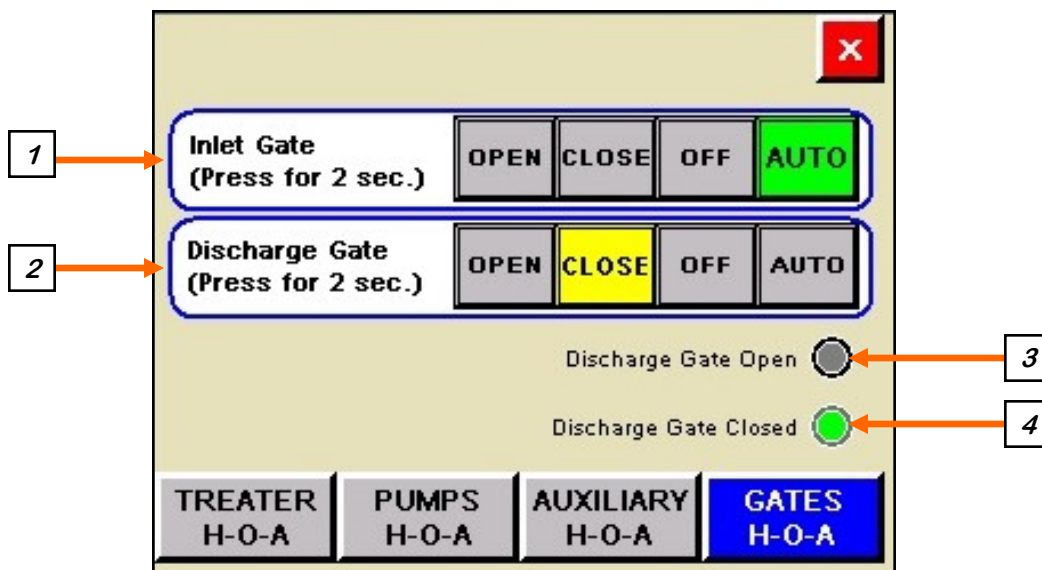 X
1
Inlet Gate
(Press for 2 sec.)
OPEN CLOSE OFF AUTO
2
Discharge Gate
(Press for 2 sec.)
OPEN CLOSE OFF AUTO
Discharge Gate Open
3
Discharge Gate Closed
4
TREATER
H-O-A
PUMPS
H-O-A
AUXILIARY
H-O-A
GATES
H-O-A